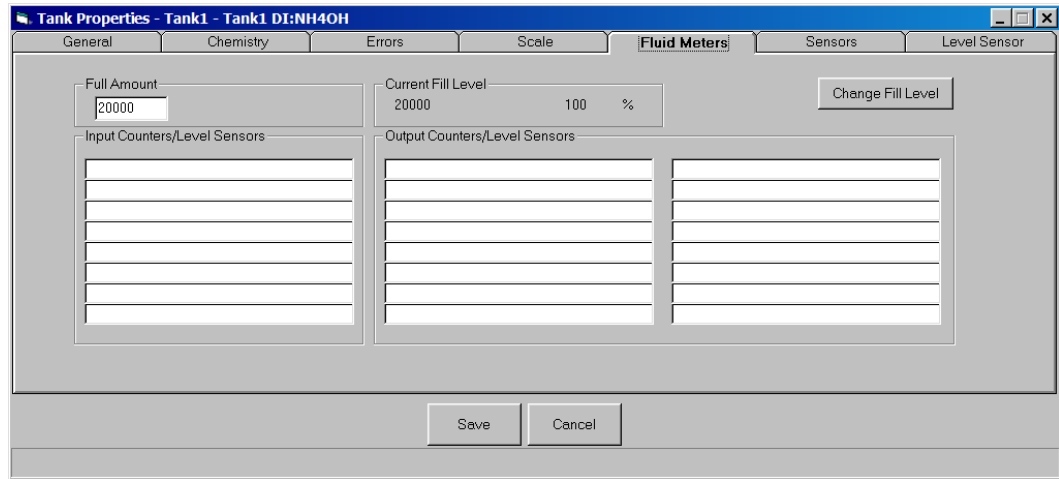 Tank Properties - Tank1 - Tank1 DI:NH4OH
General Chemistry Errors Scale Fluid Meters Sensors Level Sensor
Full Amount Current Fill Level Change Fill Level
20000 20000 100 %
Input Counters/Level Sensors Output Counters/Level Sensors
Save Cancel